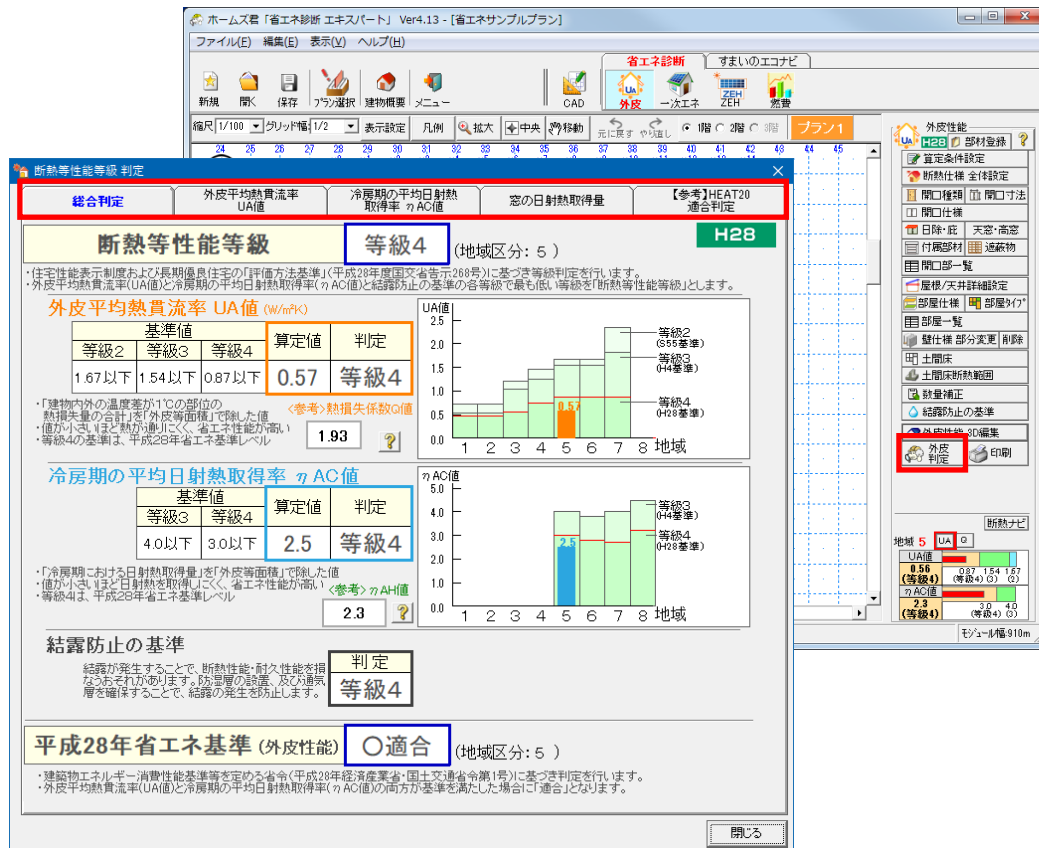 ホームズ君「省エネ診断 エキスパート」 Ver4.13 - [省エネサンプルプラン]
ファイル(F) 編集(E) 表示(V) ヘルプ(H)
省エネ診断 すまいのエコナビ
新規 開く 保存 プラン選択 建物概要 メニュー CAD 外皮 一次エネ ZEH 燃費
UA
ZEH
縮尺 1/100 グリッド幅 1/2 表示設定 凡例 拡大 中央 移動 元に戻す やり直し 1階 2階 3階 プラン1
24 25 26 27 28 29 30 31 32 33 34 35 36 37 38 39 40 41 42 43 44 45
外皮性能
UA H28 部材登録 ?
算定条件設定
断熱仕様 全体設定
開口種類 開口寸法
開口仕様
日除・庇 天窓・高窓
付属部材 遮蔽物
開口部一覧
屋根/天井詳細設定
部屋仕様 部屋タイプ
部屋一覧
壁仕様 部分変更 削除
土間床
土間床断熱範囲
数量補正
結露防止の基準
外皮性能 3D編集
外皮判定 印刷
断熱ナビ
地域 5 UA Q
UA値
0.56 (等級4)
0.87 1.54 1.67
(等級4) (3) (2)
ηAC値
2.3 (等級4)
3.0 4.0
(等級4) (3)
モジュール幅:910m
断熱等性能等級 判定
総合判定
外皮平均熱貫流率 UA値
冷房期の平均日射熱取得率 ηAC値
窓の日射熱取得量
【参考】HEAT20 適合判定
断熱等性能等級 等級4 (地域区分: 5 )
H28
・住宅性能表示制度および長期優良住宅の「評価方法基準」(平成28年度国交省告示268号)に基づき等級判定を行います。
・外皮平均熱貫流率(UA値)と冷房期の平均日射熱取得率(ηAC値)と結露防止の基準の各等級で最も低い等級を「断熱等性能等級」とします。
外皮平均熱貫流率 UA値 (W/m²K)
基準値 算定値 判定
等級2 等級3 等級4
1.67以下 1.54以下 0.87以下 0.57 等級4
・「建物内外の温度差が1℃の部位の
熱損失量の合計」を「外皮等面積」で除した値
・値が小さいほど熱が通りにくく、省エネ性能が高い
・等級4の基準は、平成28年省エネ基準レベル
<参考>熱損失係数Q値
1.93 ?
UA値
2.5
2.0
1.5
1.0
0.5
0.0
0.57
1 2 3 4 5 6 7 8 地域
等級2
(S55基準)
等級3
(H4基準)
等級4
(H28基準)
冷房期の平均日射熱取得率 ηAC値
基準値 算定値 判定
等級3 等級4
4.0以下 3.0以下 2.5 等級4
・「冷房期における日射熱取得量」を「外皮等面積」で除した値
・値が小さいほど日射熱を取得しにくく、省エネ性能が高い
・等級4は、平成28年省エネ基準レベル
<参考>ηAH値
2.3 ?
ηAC値
5.0
4.0
3.0
2.0
1.0
0.0
2.5
1 2 3 4 5 6 7 8 地域
等級3
(H4基準)
等級4
(H28基準)
結露防止の基準
結露が発生することで、断熱性能・耐久性能を損
なうおそれがあります。防湿層の設置、及び通気
層を確保することで、結露の発生を防止します。
判定
等級4
平成28年省エネ基準 (外皮性能) 〇適合 (地域区分: 5 )
・建築物エネルギー消費性能基準等を定める省令(平成28年経済産業省・国土交通省令第1号)に基づき判定を行います。
・外皮平均熱貫流率(UA値)と冷房期の平均日射熱取得率(ηAC値)の両方が基準を満たした場合に「適合」となります。
閉じる